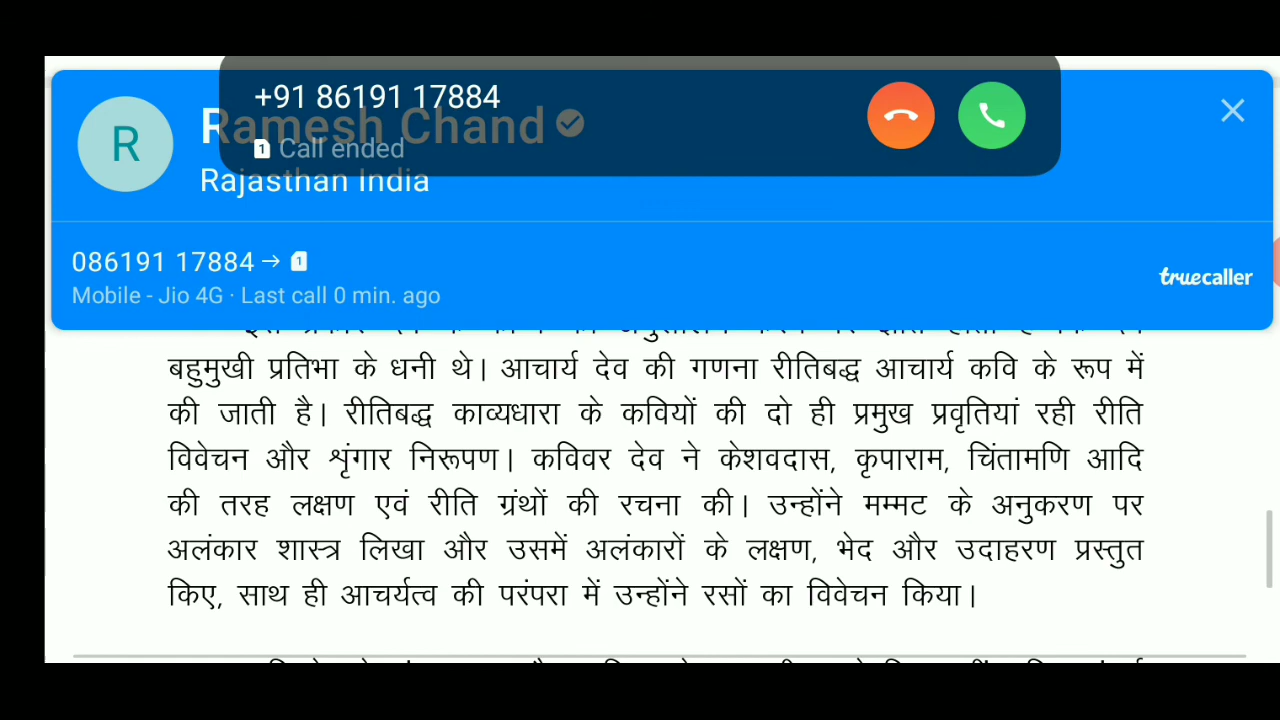 +91 86191 17884
R
Ramesh Chand
1 Call ended
Rajasthan India
086191 17884 → 1
Mobile - Jio 4G · Last call 0 min. ago
truecaller
बहुमुखी प्रतिभा के धनी थे। आचार्य देव की गणना रीतिबद्ध आचार्य कवि के रूप में
की जाती है। रीतिबद्ध काव्यधारा के कवियों की दो ही प्रमुख प्रवृतियां रही रीति
विवेचन और शृंगार निरूपण। कविवर देव ने केशवदास, कृपाराम, चिंतामणि आदि
की तरह लक्षण एवं रीति ग्रंथों की रचना की। उन्होंने मम्मट के अनुकरण पर
अलंकार शास्त्र लिखा और उसमें अलंकारों के लक्षण, भेद और उदाहरण प्रस्तुत
किए, साथ ही आचर्यत्व की परंपरा में उन्होंने रसों का विवेचन किया।